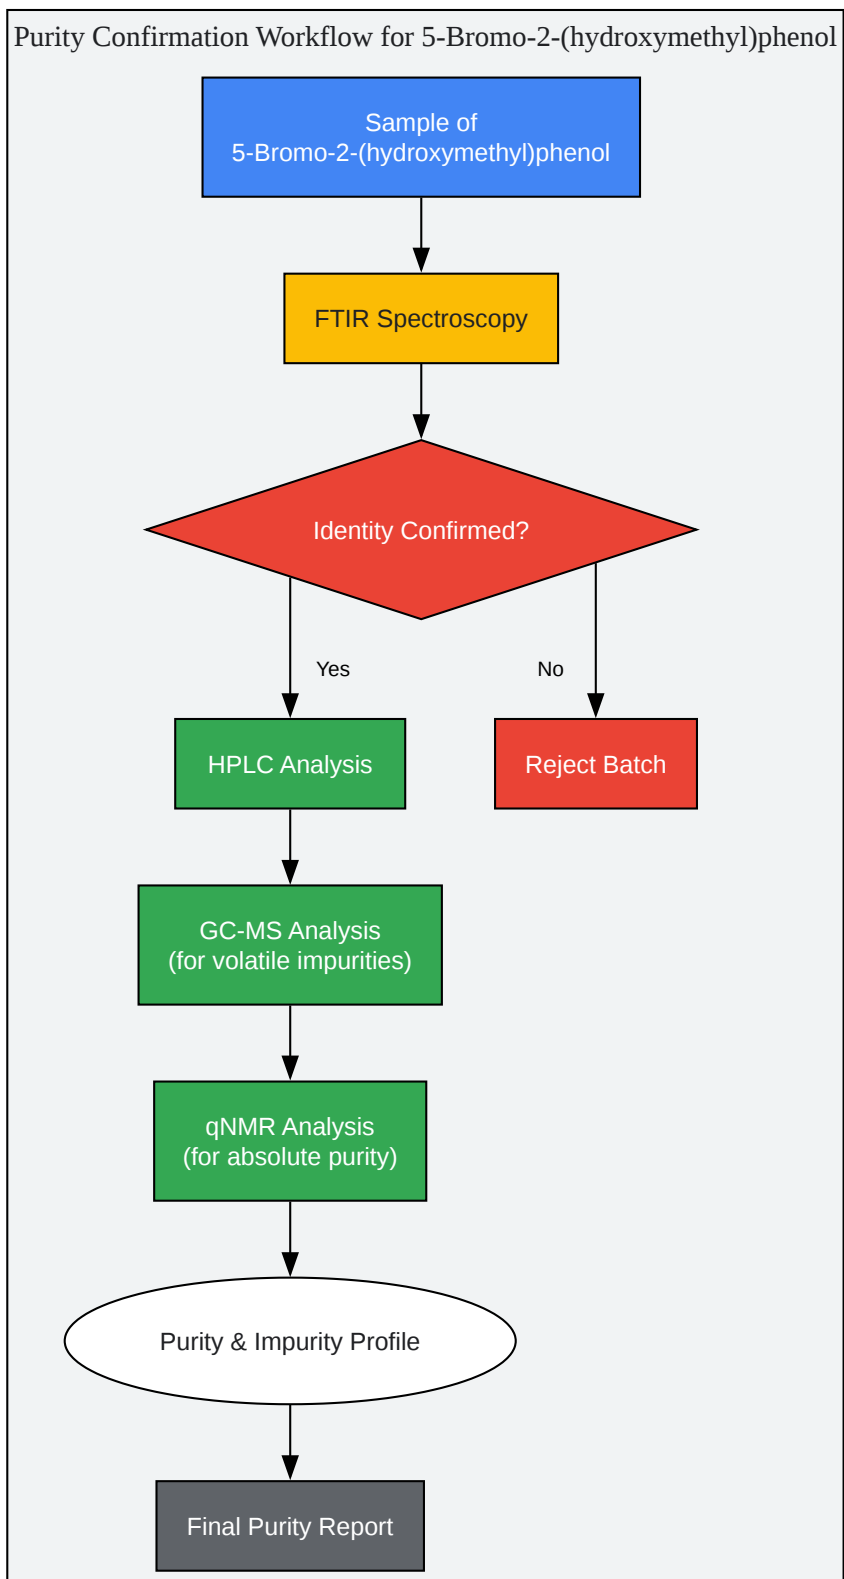 Purity Confirmation Workflow for 5-Bromo-2-(hydroxymethyl)phenol
Sample of
5-Bromo-2-(hydroxymethyl)phenol
FTIR Spectroscopy
Identity Confirmed?
Yes
No
HPLC Analysis
Reject Batch
GC-MS Analysis
(for volatile impurities)
qNMR Analysis
(for absolute purity)
Purity & Impurity Profile
Final Purity Report